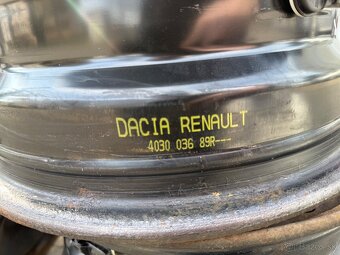 DACIA RENAULT
4030 036 89R---